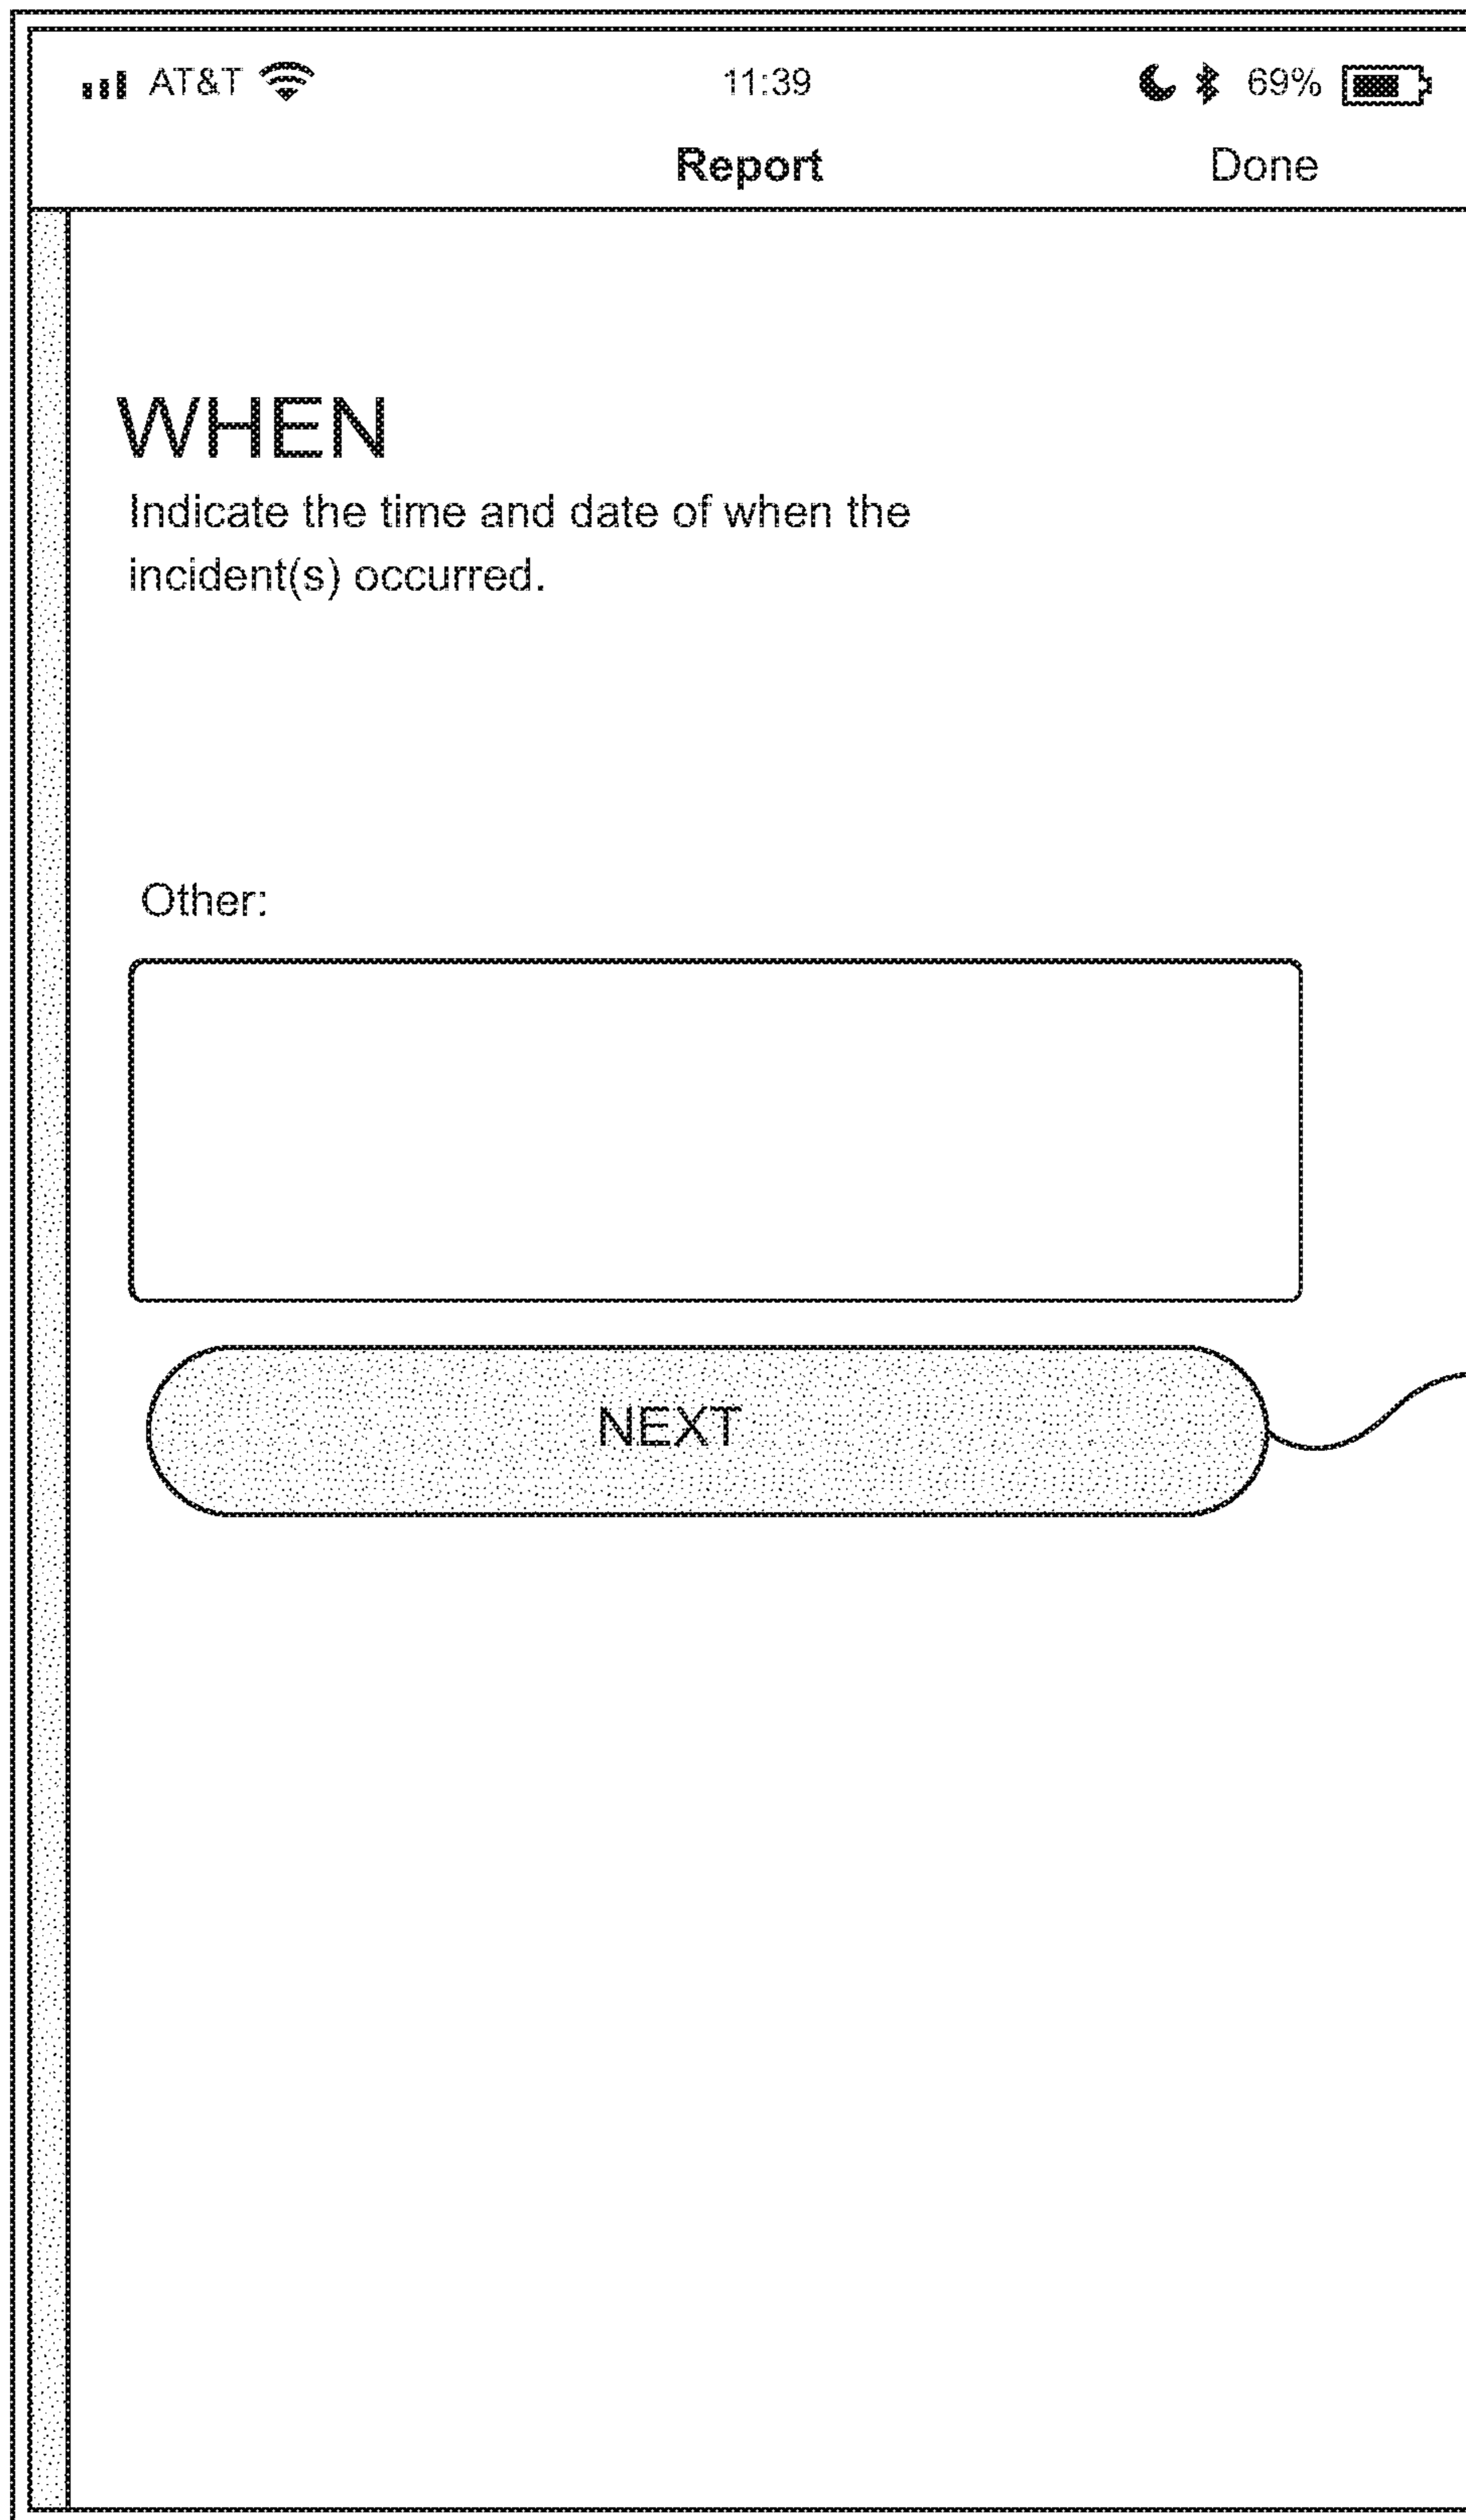 AT&T 11:39 69%
Report Done
WHEN
Indicate the time and date of when the
incident(s) occurred.
Other:
NEXT